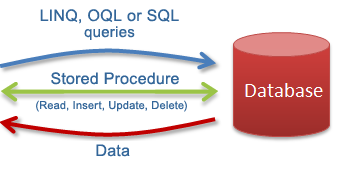 LINQ, OQL or SQL
queries
Stored Procedure
(Read, Insert, Update, Delete)
Database
Data